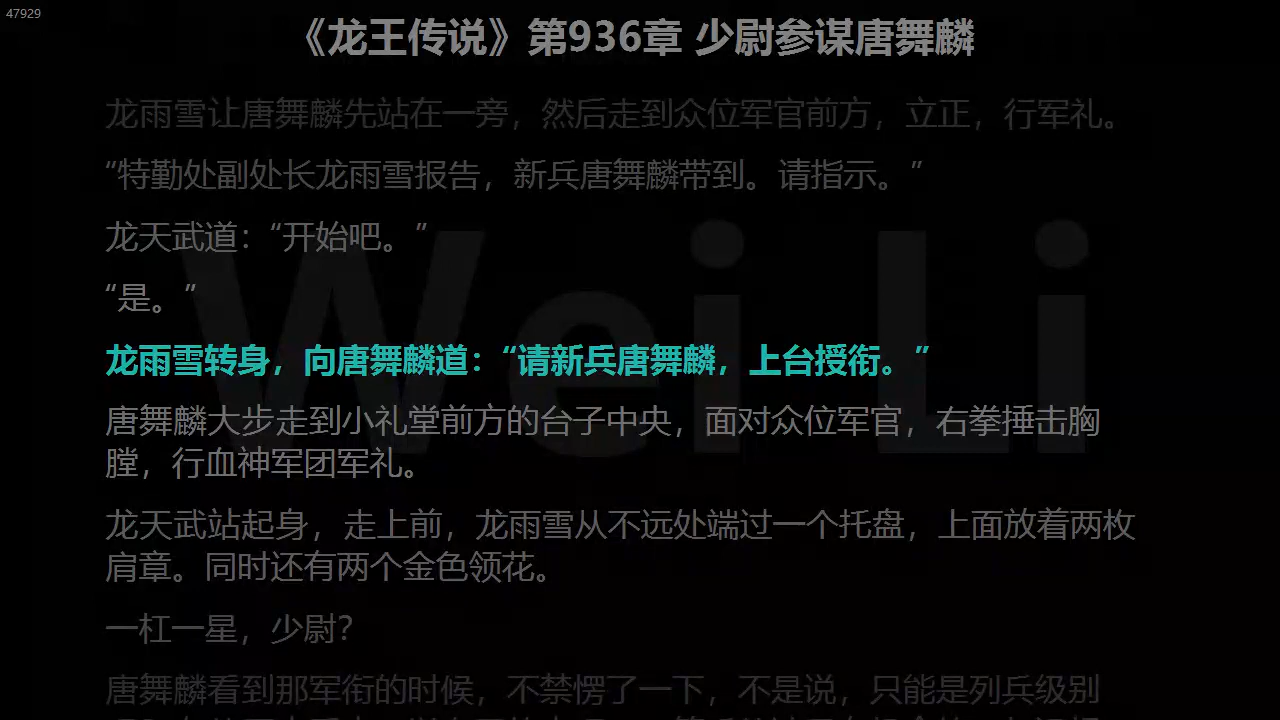 47929
《龙王传说》第936章 少尉参谋唐舞麟
龙雨雪让唐舞麟先站在一旁，然后走到众位军官前方，立正，行军礼。
“特勤处副处长龙雨雪报告，新兵唐舞麟带到。请指示。”
龙天武道：“开始吧。”
“是。”
龙雨雪转身，向唐舞麟道：“请新兵唐舞麟，上台授衔。”
唐舞麟大步走到小礼堂前方的台子中央，面对众位军官，右拳捶击胸
膛，行血神军团军礼。
龙天武站起身，走上前，龙雨雪从不远处端过一个托盘，上面放着两枚
肩章。同时还有两个金色领花。
一杠一星，少尉？
唐舞麟看到那军衔的时候，不禁愣了一下，不是说，只能是列兵级别
Wei Li